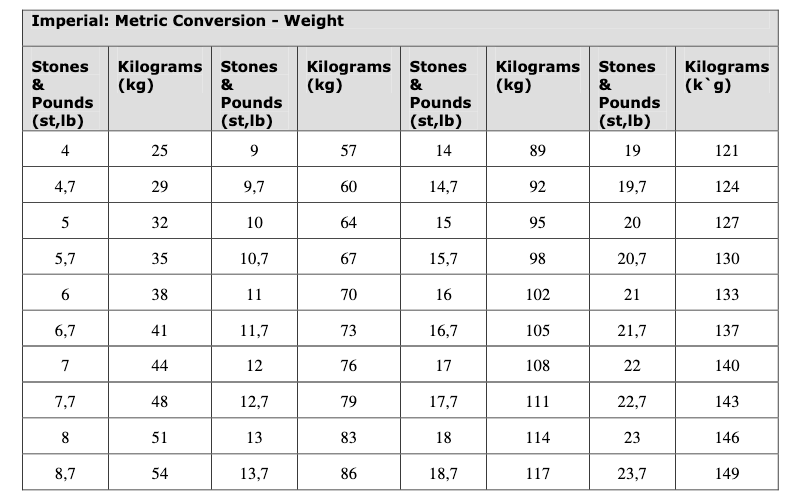 Imperial: Metric Conversion - Weight
Stones & Pounds (st,lb) Kilograms (kg) Stones & Pounds (st,lb) Kilograms (kg) Stones & Pounds (st,lb) Kilograms (kg) Stones & Pounds (st,lb) Kilograms (k`g)
4 25 9 57 14 89 19 121
4,7 29 9,7 60 14,7 92 19,7 124
5 32 10 64 15 95 20 127
5,7 35 10,7 67 15,7 98 20,7 130
6 38 11 70 16 102 21 133
6,7 41 11,7 73 16,7 105 21,7 137
7 44 12 76 17 108 22 140
7,7 48 12,7 79 17,7 111 22,7 143
8 51 13 83 18 114 23 146
8,7 54 13,7 86 18,7 117 23,7 149